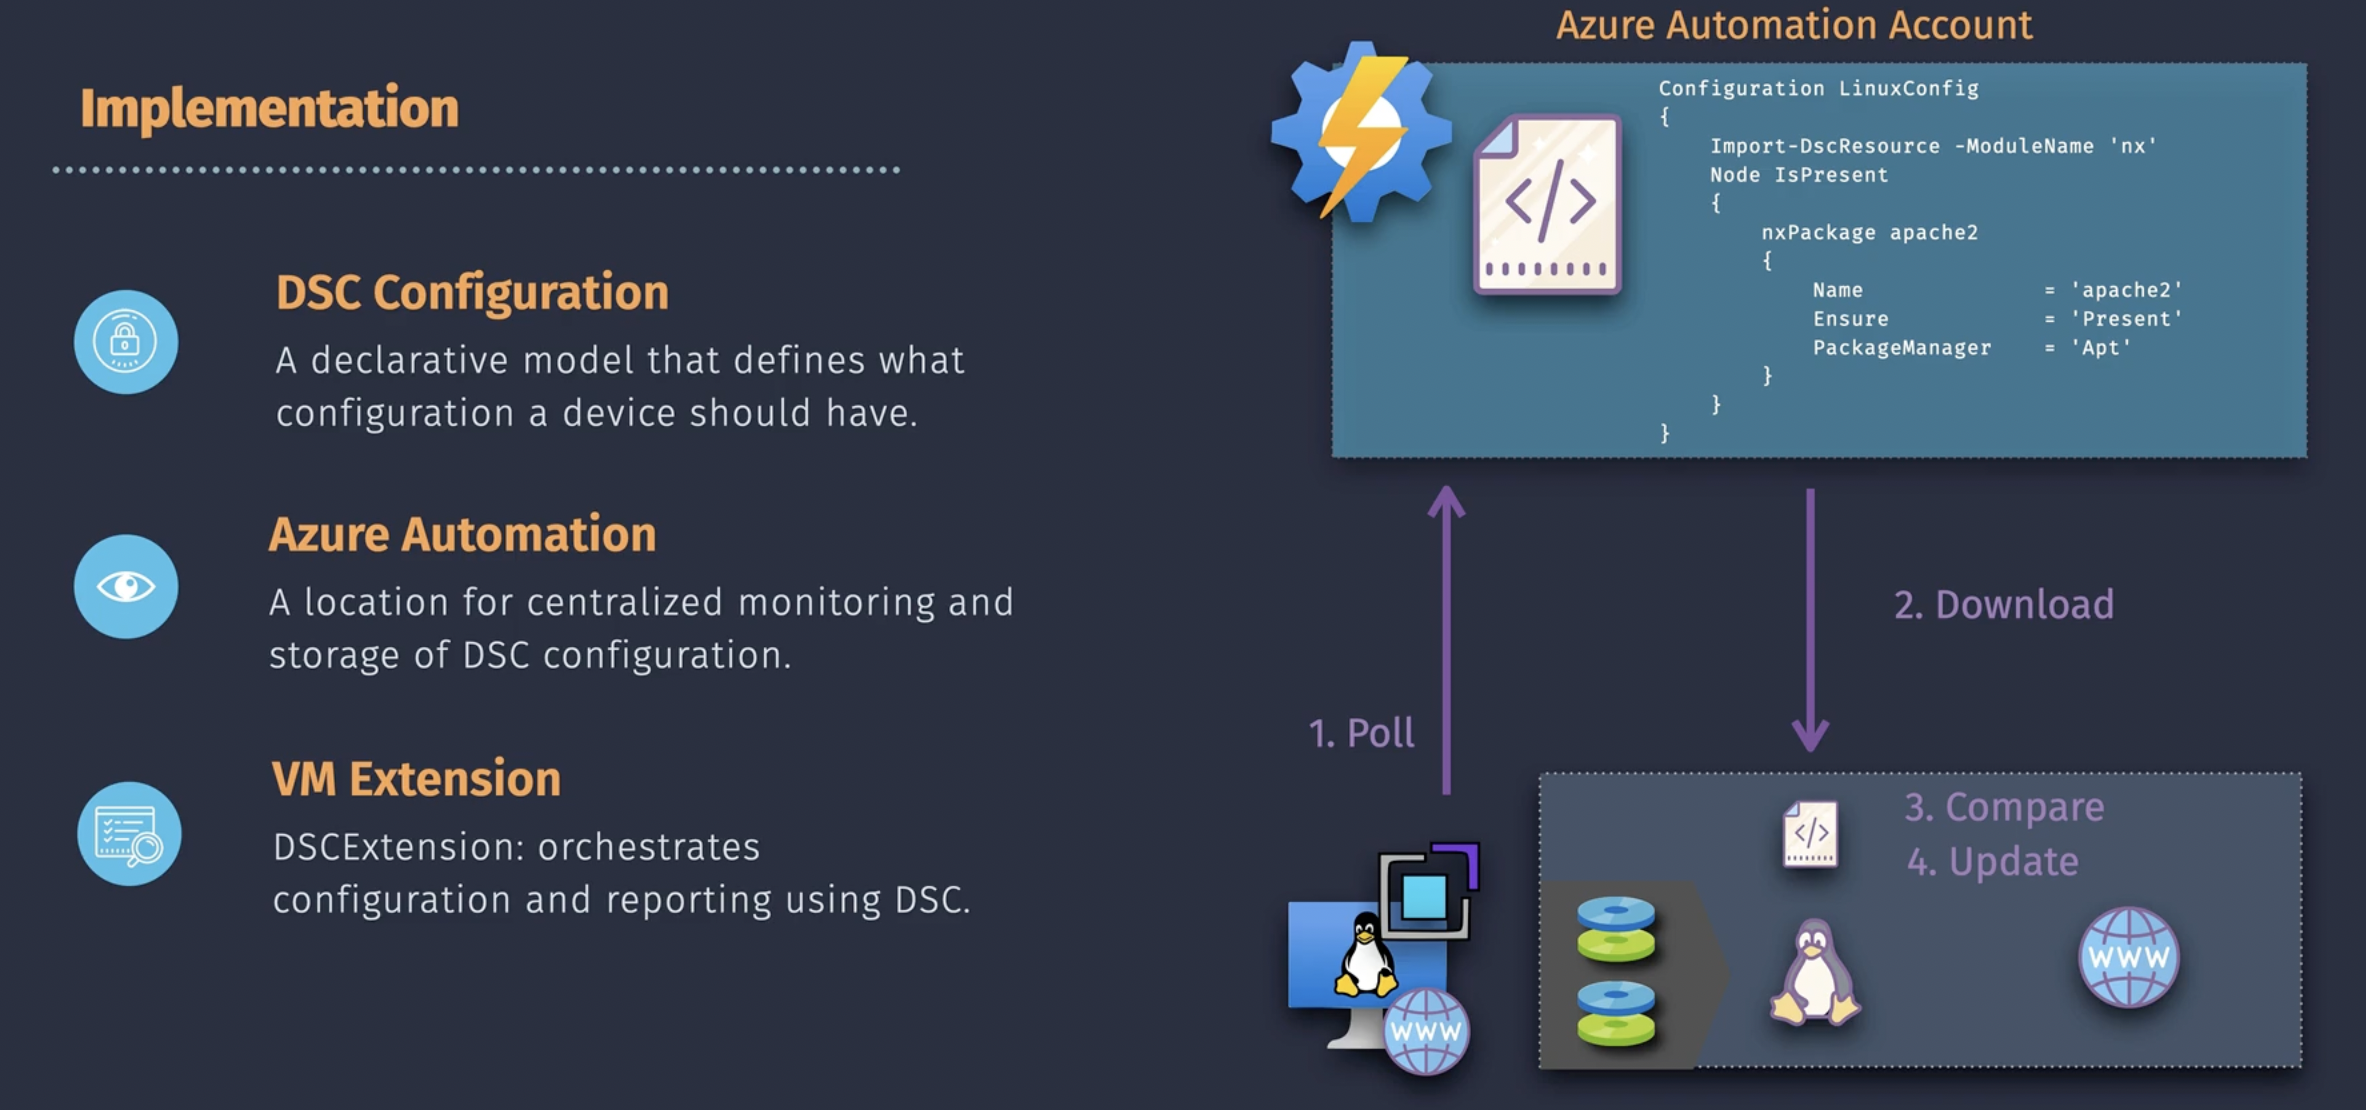 Implementation
DSC Configuration
A declarative model that defines what
configuration a device should have.
Azure Automation
A location for centralized monitoring and
storage of DSC configuration.
VM Extension
DSCExtension: orchestrates
configuration and reporting using DSC.
Azure Automation Account
</>
Configuration LinuxConfig
{
    Import-DscResource -ModuleName 'nx'
    Node IsPresent
    {
        nxPackage apache2
        {
            Name              = 'apache2'
            Ensure            = 'Present'
            PackageManager    = 'Apt'
        }
    }
}
1. Poll
2. Download
</>
3. Compare
4. Update
WWW
WWW